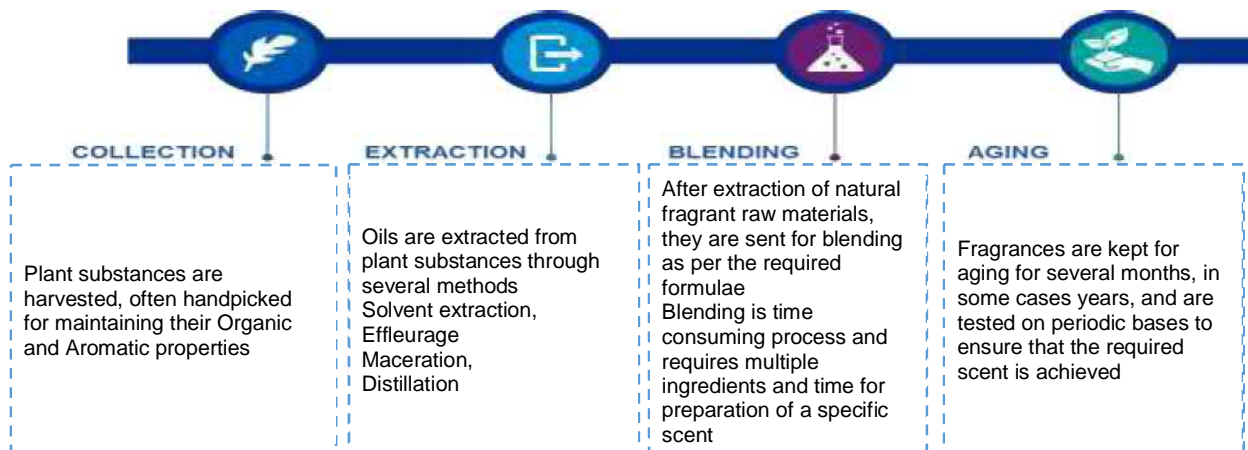 COLLECTION
Plant substances are
harvested, often handpicked
for maintaining their Organic
and Aromatic properties
EXTRACTION
Oils are extracted from
plant substances through
several methods
Solvent extraction,
Effleurage
Maceration,
Distillation
BLENDING
After extraction of natural
fragrant raw materials,
they are sent for blending
as per the required
formulae
Blending is time
consuming process and
requires multiple
ingredients and time for
preparation of a specific
scent
AGING
Fragrances are kept for
aging for several months, in
some cases years, and are
tested on periodic bases to
ensure that the required
scent is achieved